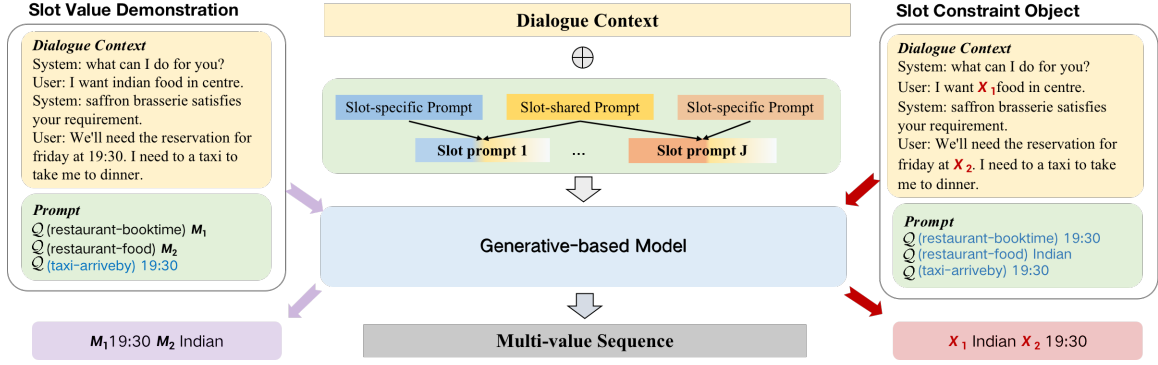 Slot Value Demonstration
Dialogue Context
System: what can I do for you?
User: I want indian food in centre.
System: saffron brasserie satisfies
your requirement.
User: We'll need the reservation for
friday at 19:30. I need to a taxi to
take me to dinner.
Prompt
Q (restaurant-booktime) M1
Q (restaurant-food) M2
Q (taxi-arriveby) 19:30
M1 19:30 M2 Indian
Dialogue Context
Slot-specific Prompt Slot-shared Prompt Slot-specific Prompt
Slot prompt 1 ... Slot prompt J
Generative-based Model
Multi-value Sequence
Slot Constraint Object
Dialogue Context
System: what can I do for you?
User: I want X1 food in centre.
System: saffron brasserie satisfies
your requirement.
User: We'll need the reservation for
friday at X2. I need to a taxi to take
me to dinner.
Prompt
Q (restaurant-booktime) 19:30
Q (restaurant-food) Indian
Q (taxi-arriveby) 19:30
X1 Indian X2 19:30